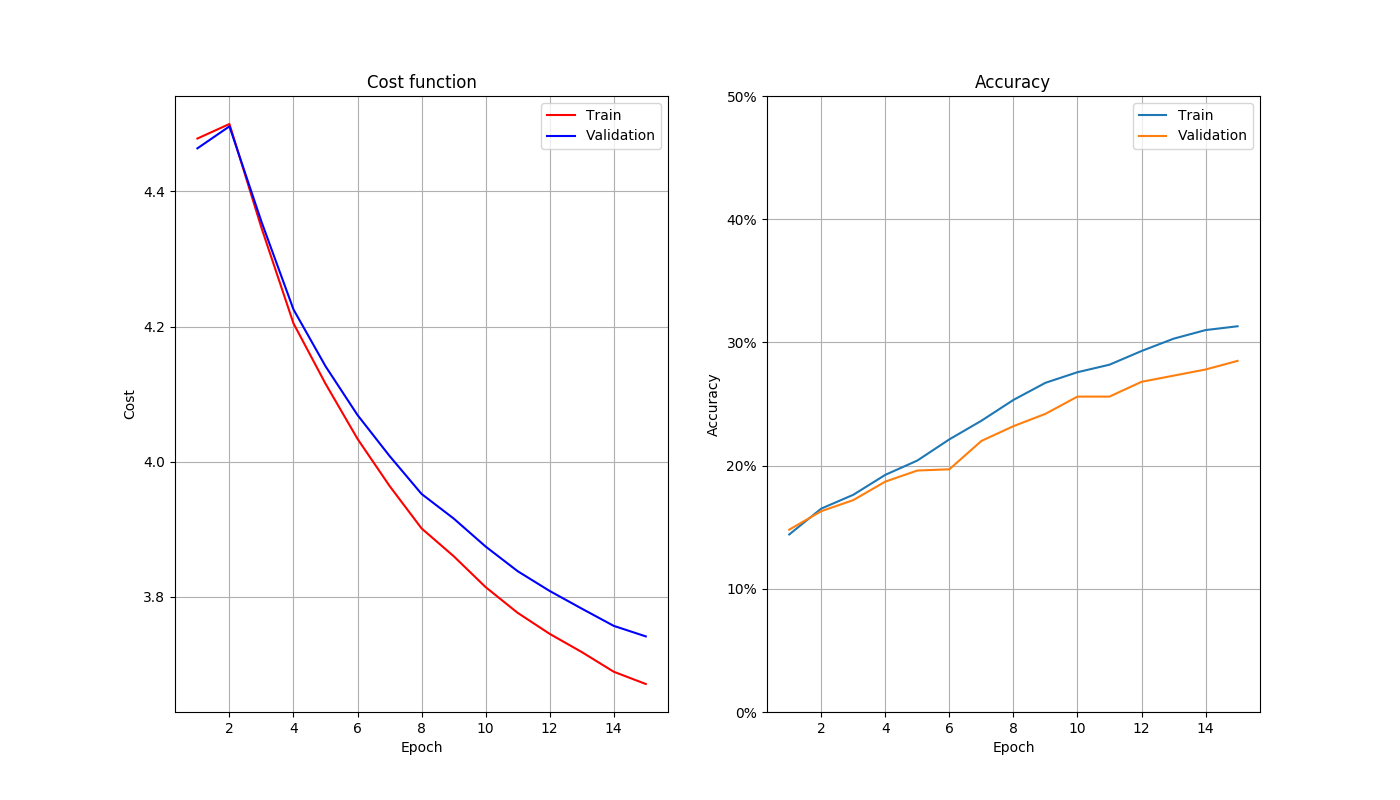 Cost function
Train
Validation
4.4
4.2
4.0
3.8
Cost
2 4 6 8 10 12 14
Epoch
Accuracy
Train
Validation
50%
40%
30%
20%
10%
0%
Accuracy
2 4 6 8 10 12 14
Epoch